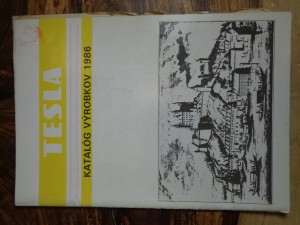 TESLA
KATALÓG VÝROBKOV 1986